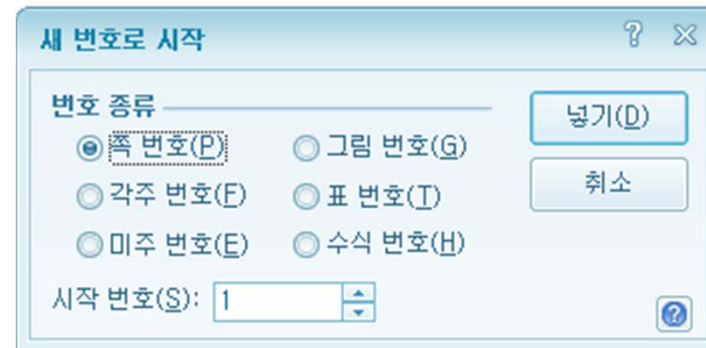 새 번호로 시작
번호 종류
쪽 번호(P)
그림 번호(G)
각주 번호(F)
표 번호(T)
미주 번호(E)
수식 번호(H)
시작 번호(S): 1
넣기(D)
취소